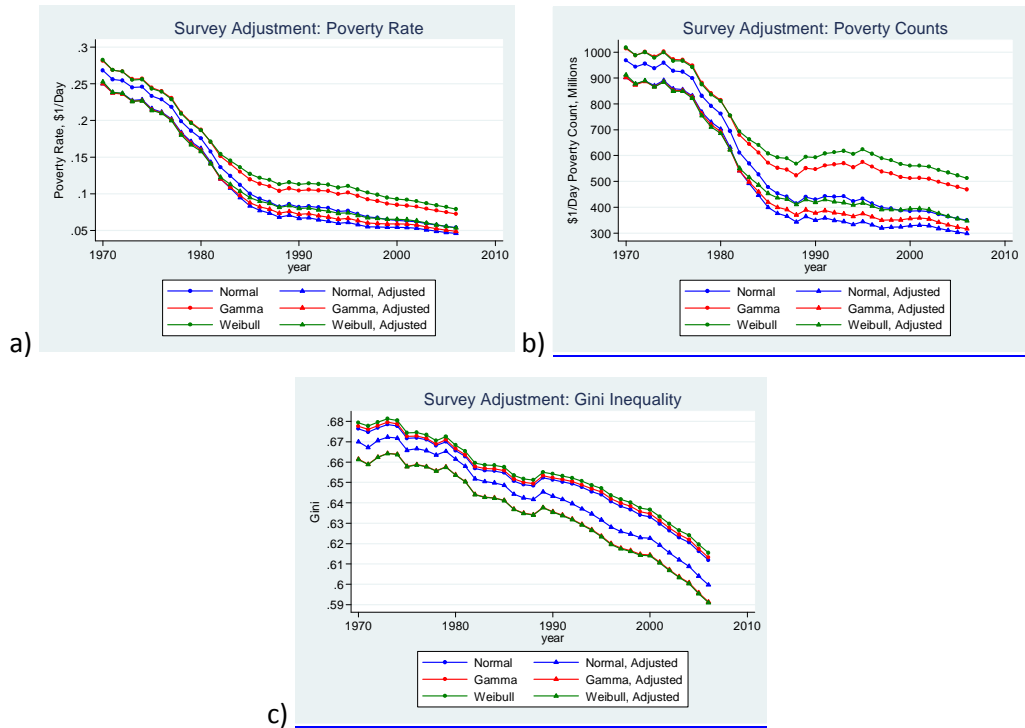 Survey Adjustment: Poverty Rate
Poverty Rate, $1/Day
.3
.25
.2
.15
.1
.05
1970 1980 1990 2000 2010
year
Normal Normal, Adjusted
Gamma Gamma, Adjusted
Weibull Weibull, Adjusted
a)
Survey Adjustment: Poverty Counts
$1/Day Poverty Count, Millions
1000
900
800
700
600
500
400
300
1970 1980 1990 2000 2010
year
Normal Normal, Adjusted
Gamma Gamma, Adjusted
Weibull Weibull, Adjusted
b)
Survey Adjustment: Gini Inequality
Gini
.68
.67
.66
.65
.64
.63
.62
.61
.6
.59
1970 1980 1990 2000 2010
year
Normal Normal, Adjusted
Gamma Gamma, Adjusted
Weibull Weibull, Adjusted
c)